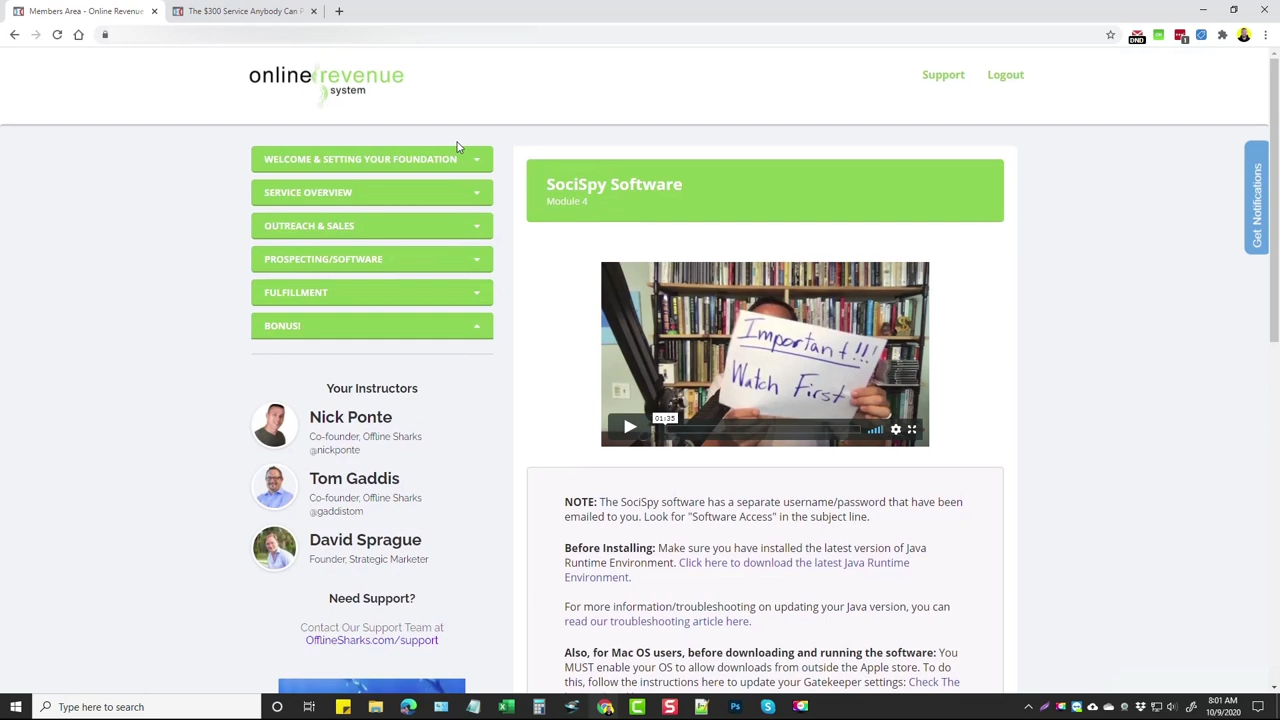 Members Area - Online Revenue
The $300 Service Anybody Can P
DND
1
online revenue
system
Support
Logout
WELCOME & SETTING YOUR FOUNDATION
SERVICE OVERVIEW
OUTREACH & SALES
PROSPECTING/SOFTWARE
FULFILLMENT
BONUS!
Your Instructors
Nick Ponte
Co-founder, Offline Sharks
@nickponte
Tom Gaddis
Co-founder, Offline Sharks
@gaddistom
David Sprague
Founder, Strategic Marketer
Need Support?
Contact Our Support Team at
OfflineSharks.com/support
SociSpy Software
Module 4
Important!!!
Watch First
01:35
NOTE: The SociSpy software has a separate username/password that have been
emailed to you. Look for "Software Access" in the subject line.
Before Installing: Make sure you have installed the latest version of Java
Runtime Environment. Click here to download the latest Java Runtime
Environment.
For more information/troubleshooting on updating your Java version, you can
read our troubleshooting article here.
Also, for Mac OS users, before downloading and running the software: You
MUST enable your OS to allow downloads from outside the Apple store. To do
this, follow the instructions here to update your Gatekeeper settings: Check The
Get Notifications
Type here to search
8:01 AM
10/9/2020